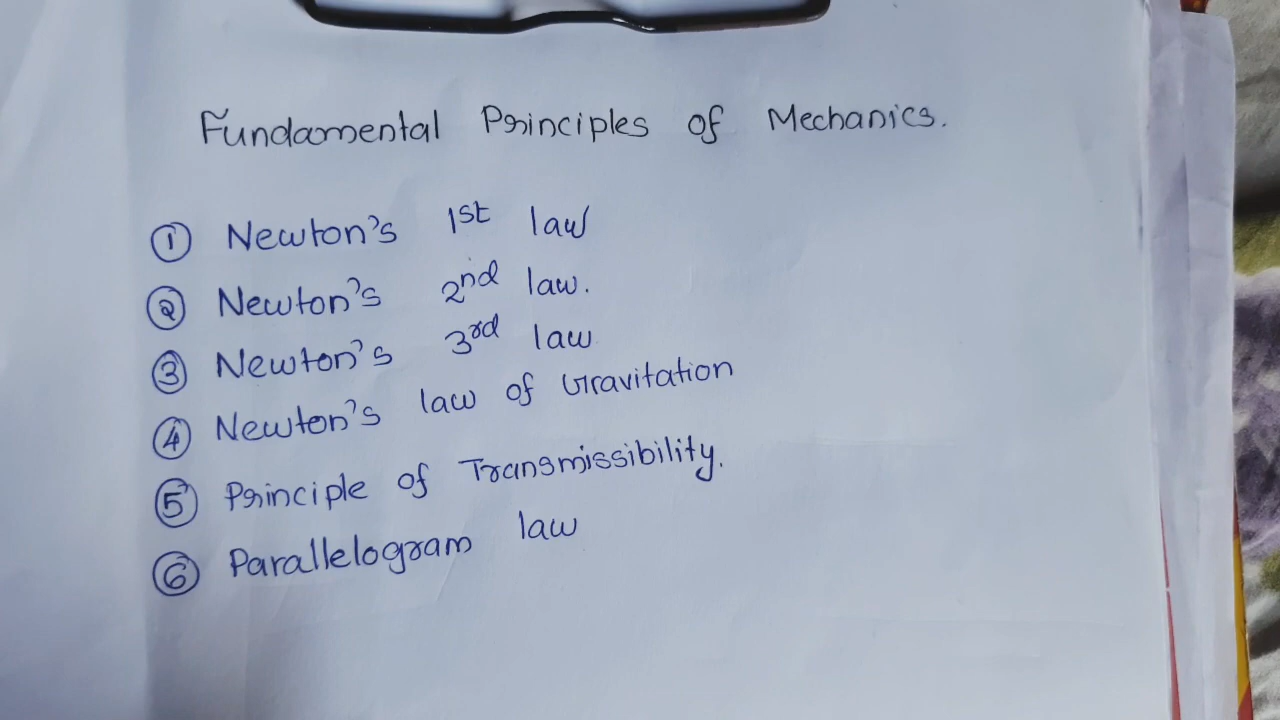 Fundamental Principles of Mechanics.
① Newton's 1st law
② Newton's 2nd law.
③ Newton's 3rd law
④ Newton's law of Gravitation
⑤ Principle of Transmissibility.
⑥ Parallelogram law